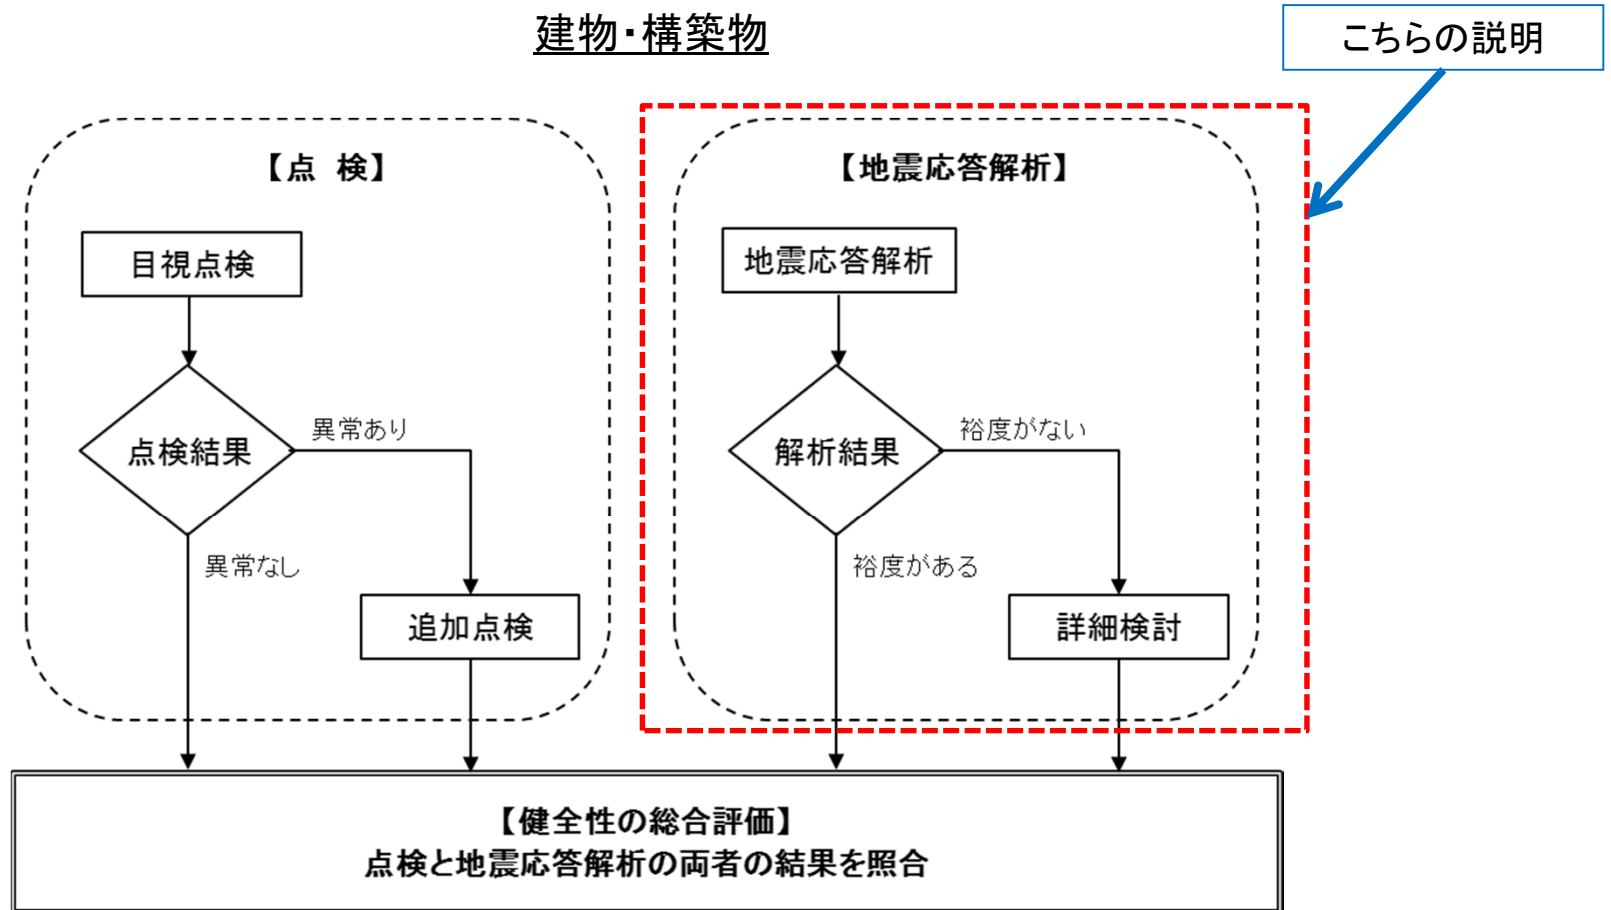 建物・構築物
こちらの説明
【点 検】
目視点検
点検結果
異常あり
異常なし
追加点検
【地震応答解析】
地震応答解析
解析結果
裕度がない
裕度がある
詳細検討
【健全性の総合評価】
点検と地震応答解析の両者の結果を照合